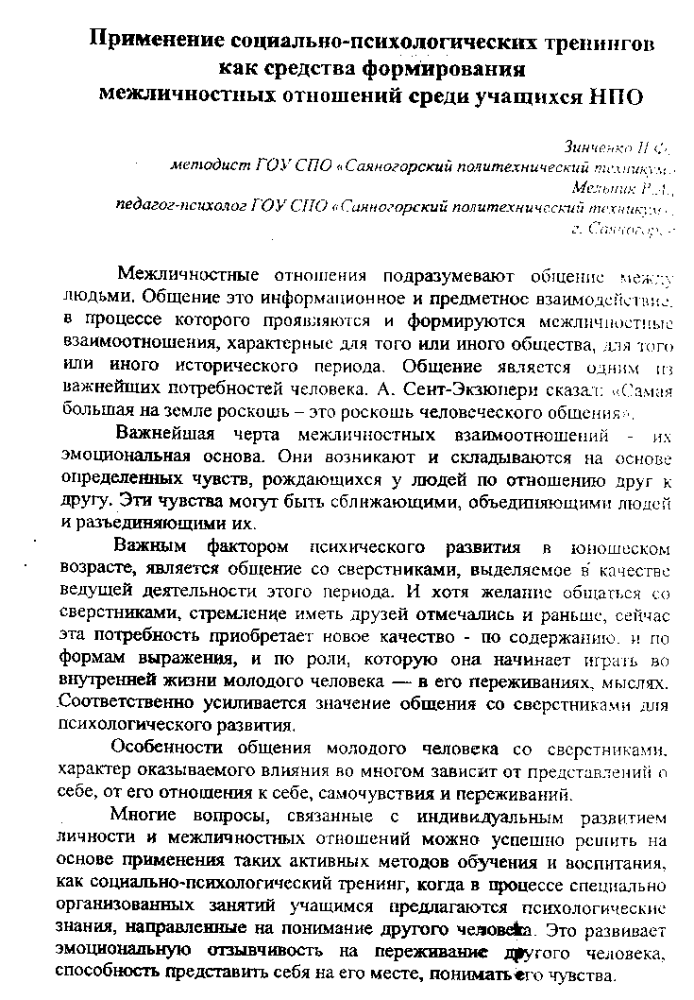 Применение социально-психологических тренингов
как средства формирования
межличностных отношений среди учащихся НПО
Зинченко
методист ГОУ СПО «Саяногорский политехнический техникум»
Мельник Р.А.,
педагог-психолог ГОУ СПО «Саяногорский политехнический техникум»,
г. Саяногорск
Межличностные отношения подразумевают общение между
людьми. Общение это информационное и предметное взаимодействие,
в процессе которого проявляются и формируются межличностные
взаимоотношения, характерные для того или иного общества, для того
или иного исторического периода. Общение является одним из
важнейших потребностей человека. А. Сент-Экзюпери сказал: «Самая
большая на земле роскошь – это роскошь человеческого общения».
Важнейшая черта межличностных взаимоотношений - их
эмоциональная основа. Они возникают и складываются на основе
определенных чувств, рождающихся у людей по отношению друг к
другу. Эти чувства могут быть сближающими, объединяющими людей
и разъединяющими их.
Важным фактором психического развития в юношеском
возрасте, является общение со сверстниками, выделяемое в качестве
ведущей деятельности этого периода. И хотя желание общаться со
сверстниками, стремление иметь друзей отмечались и раньше, сейчас
эта потребность приобретает новое качество - по содержанию, и по
формам выражения, и по роли, которую она начинает играть во
внутренней жизни молодого человека — в его переживаниях, мыслях.
Соответственно усиливается значение общения со сверстниками для
психологического развития.
Особенности общения молодого человека со сверстниками,
характер оказываемого влияния во многом зависит от представлений о
себе, от его отношения к себе, самочувствия и переживаний.
Многие вопросы, связанные с индивидуальным развитием
личности и межличностных отношений можно успешно решить на
основе применения таких активных методов обучения и воспитания,
как социально-психологический тренинг, когда в процессе специально
организованных занятий учащимся предлагаются психологические
знания, направленные на понимание другого человека. Это развивает
эмоциональную отзывчивость на переживание другого человека,
способность представить себя на его месте, понимать его чувства.